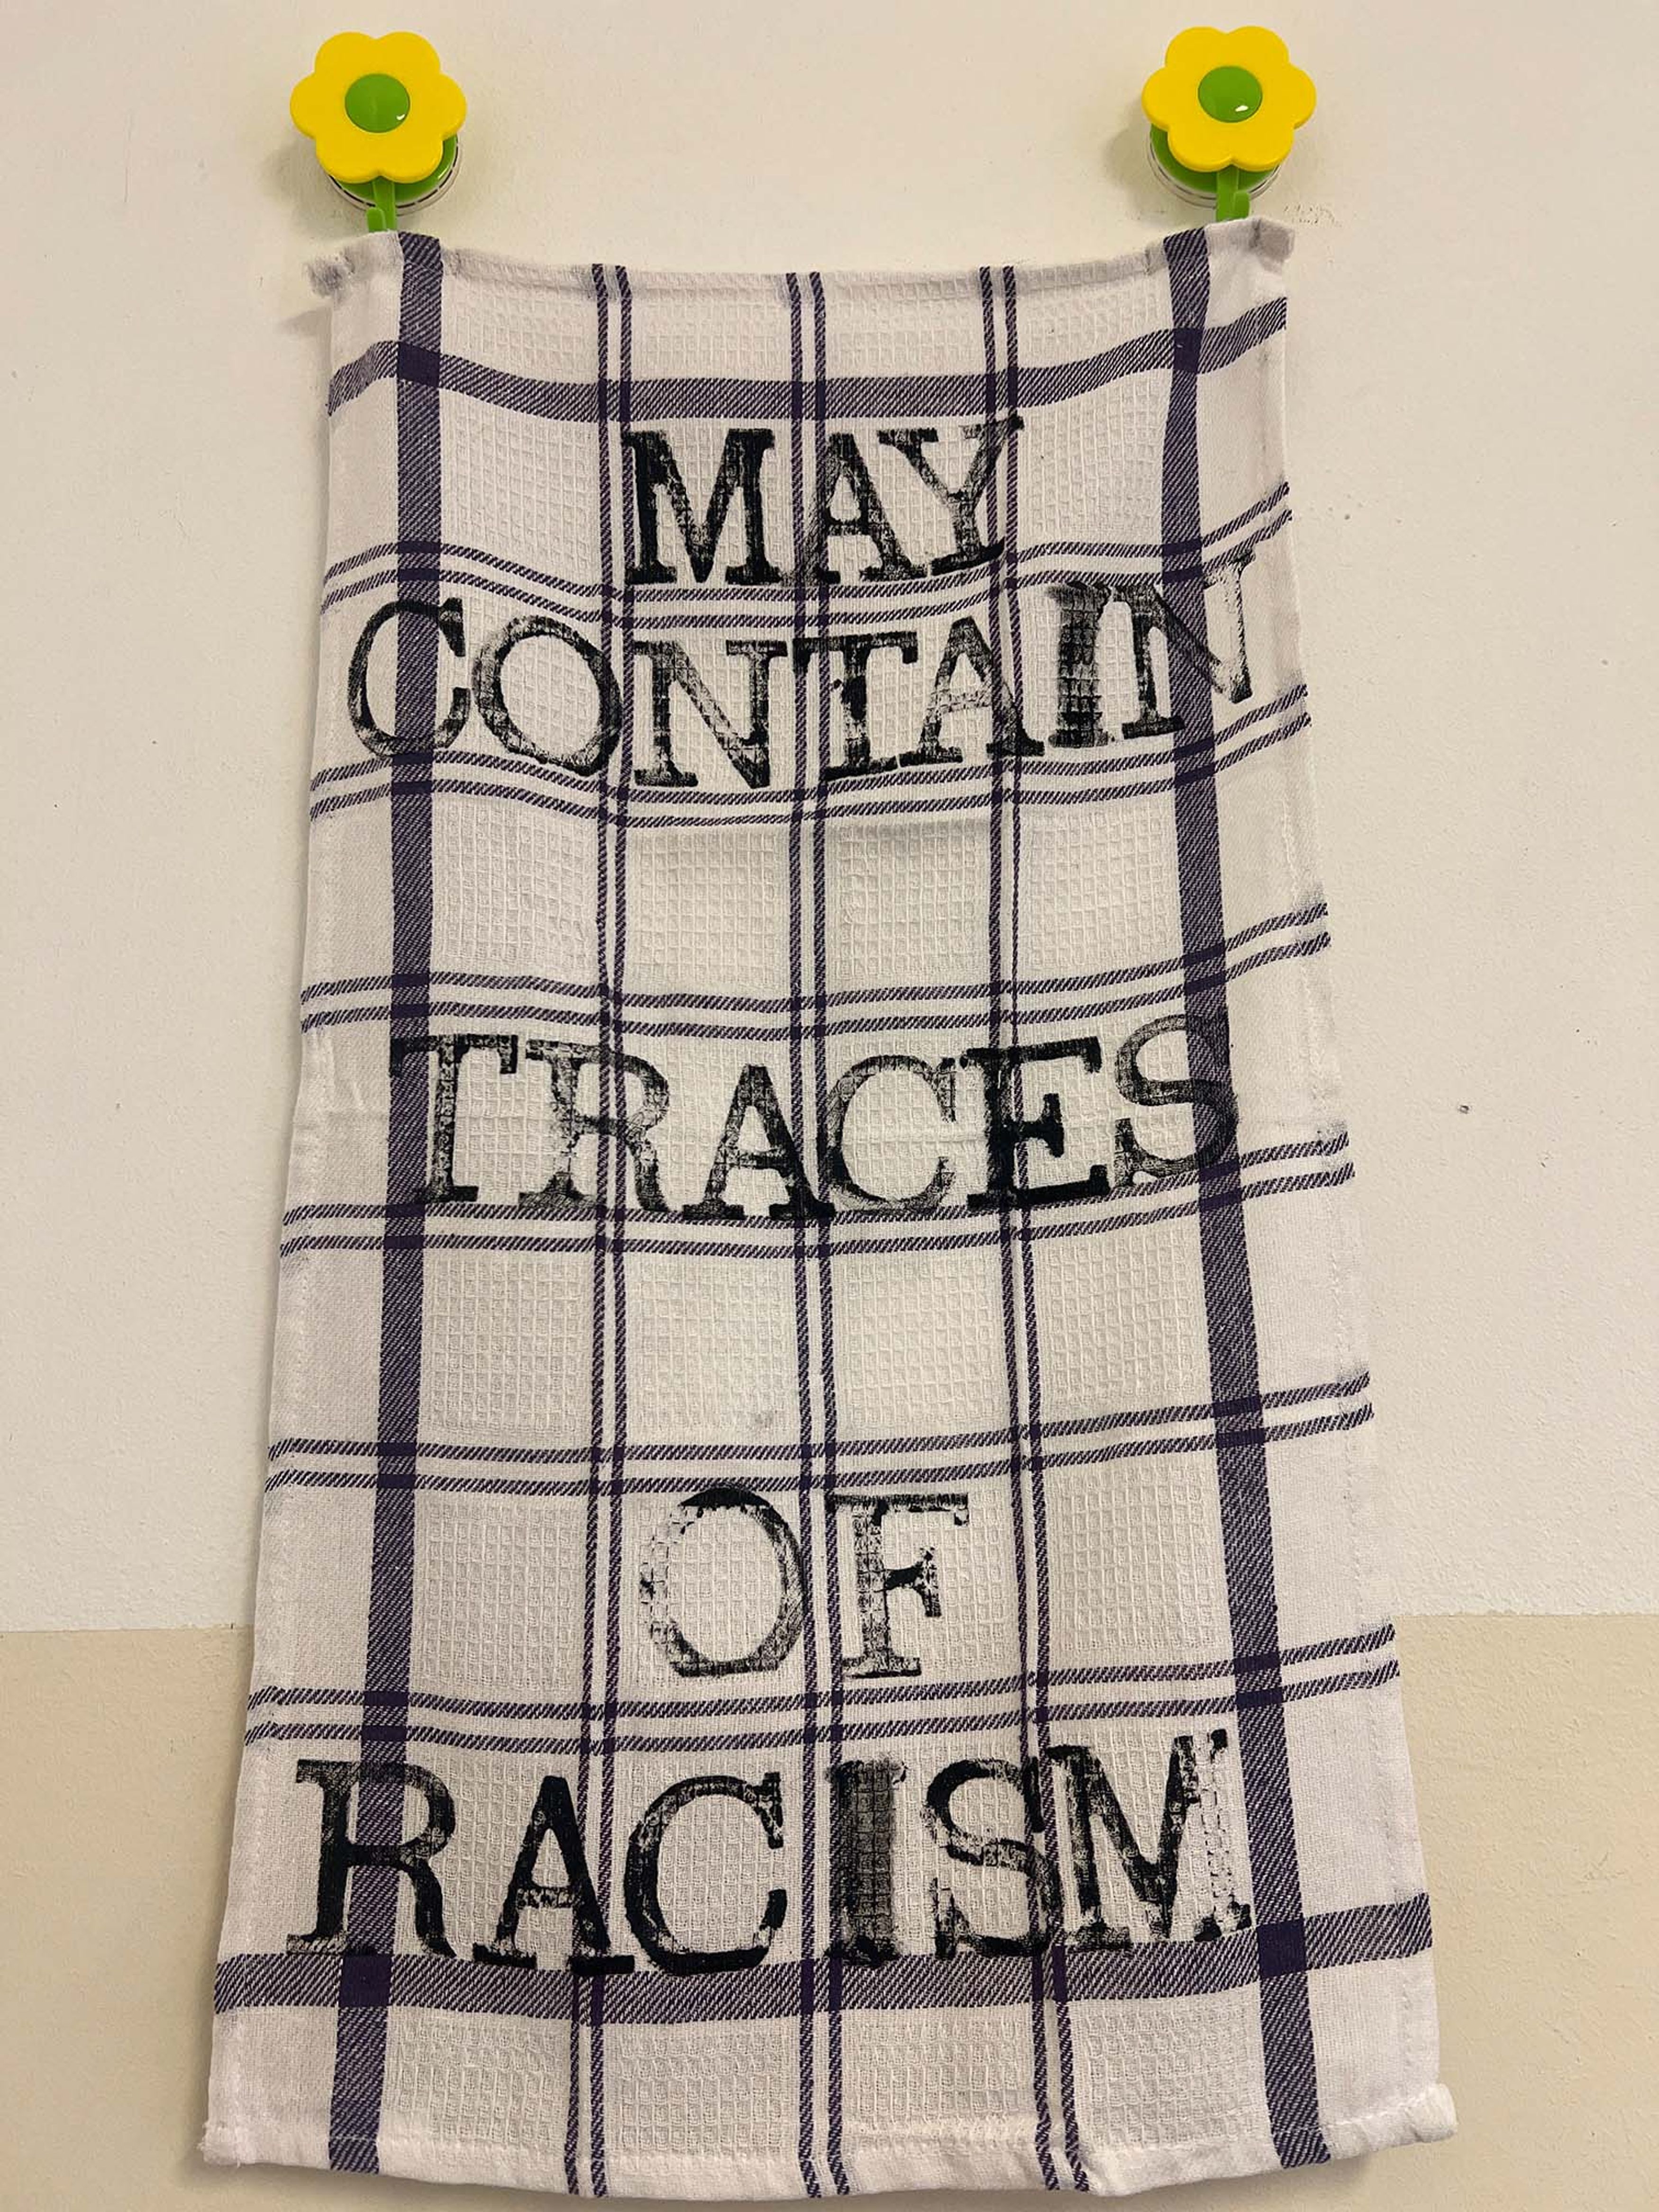 MAY
CONTAIN
TRACES
OF
RACISM